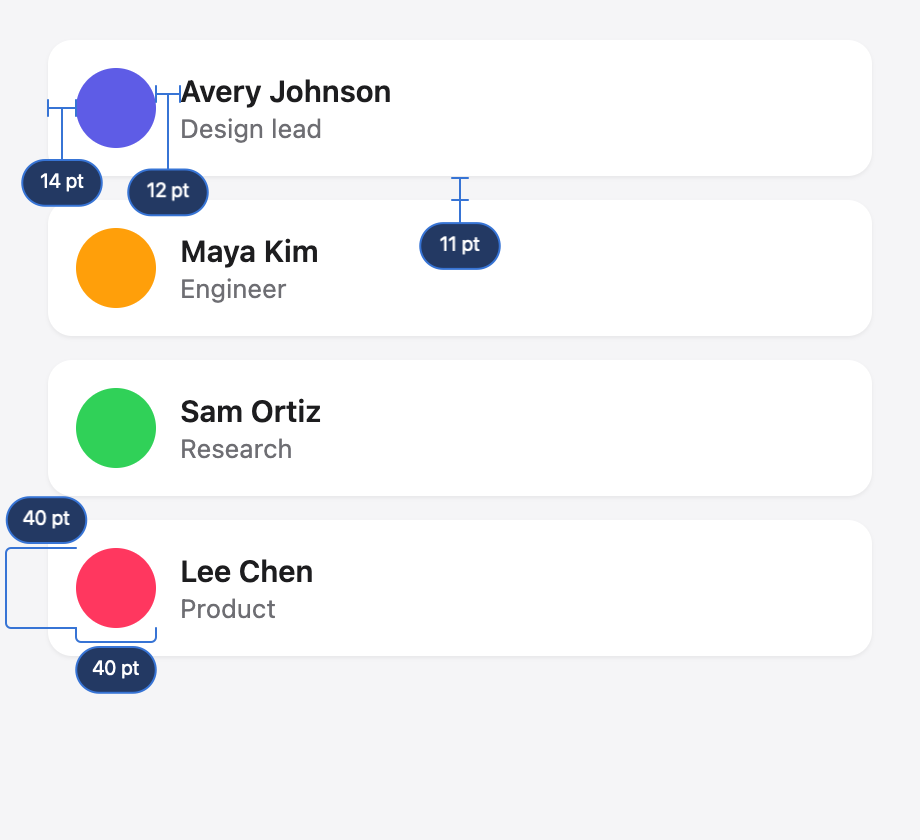 Avery Johnson
Design lead
14 pt
12 pt
Maya Kim
Engineer
11 pt
Sam Ortiz
Research
40 pt
Lee Chen
Product
40 pt